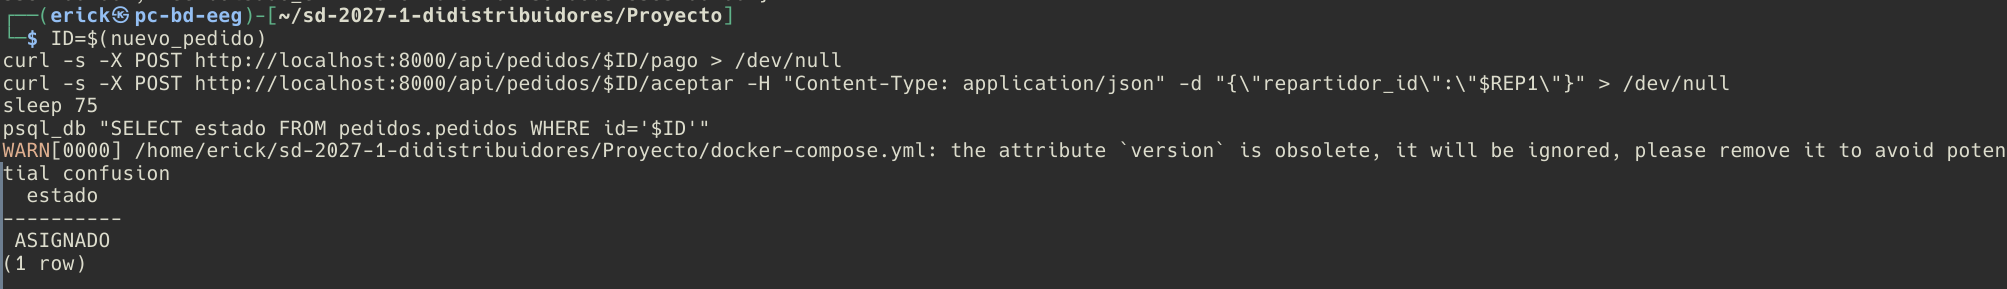 ┌──(erick㉿pc-bd-eeg)-[~/sd-2027-1-didistribuidores/Proyecto]
└─$ ID=$(nuevo_pedido)
curl -s -X POST http://localhost:8000/api/pedidos/$ID/pago > /dev/null
curl -s -X POST http://localhost:8000/api/pedidos/$ID/aceptar -H "Content-Type: application/json" -d "{\"repartidor_id\":\"$REP1\"}" > /dev/null
sleep 75
psql_db "SELECT estado FROM pedidos.pedidos WHERE id='$ID'"
WARN[0000] /home/erick/sd-2027-1-didistribuidores/Proyecto/docker-compose.yml: the attribute `version` is obsolete, it will be ignored, please remove it to avoid poten
tial confusion
  estado
----------
 ASIGNADO
(1 row)